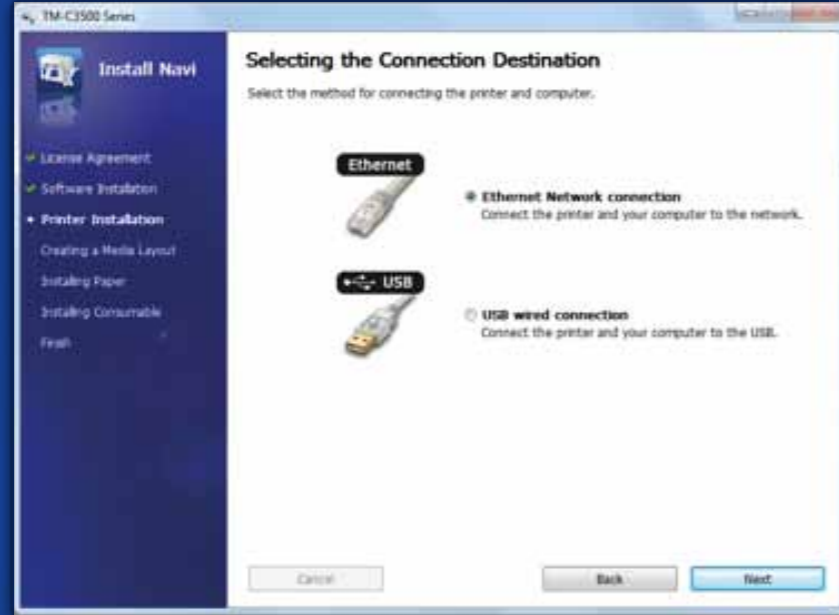 TM-C3500 Series
Install Navi
License Agreement
Software Installation
Printer Installation
Creating a Media Layout
Installing Paper
Installing Consumable
Finish
Selecting the Connection Destination
Select the method for connecting the printer and computer.
Ethernet
Ethernet Network connection
Connect the printer and your computer to the network.
USB
USB wired connection
Connect the printer and your computer to the USB.
Cancel
Back
Next